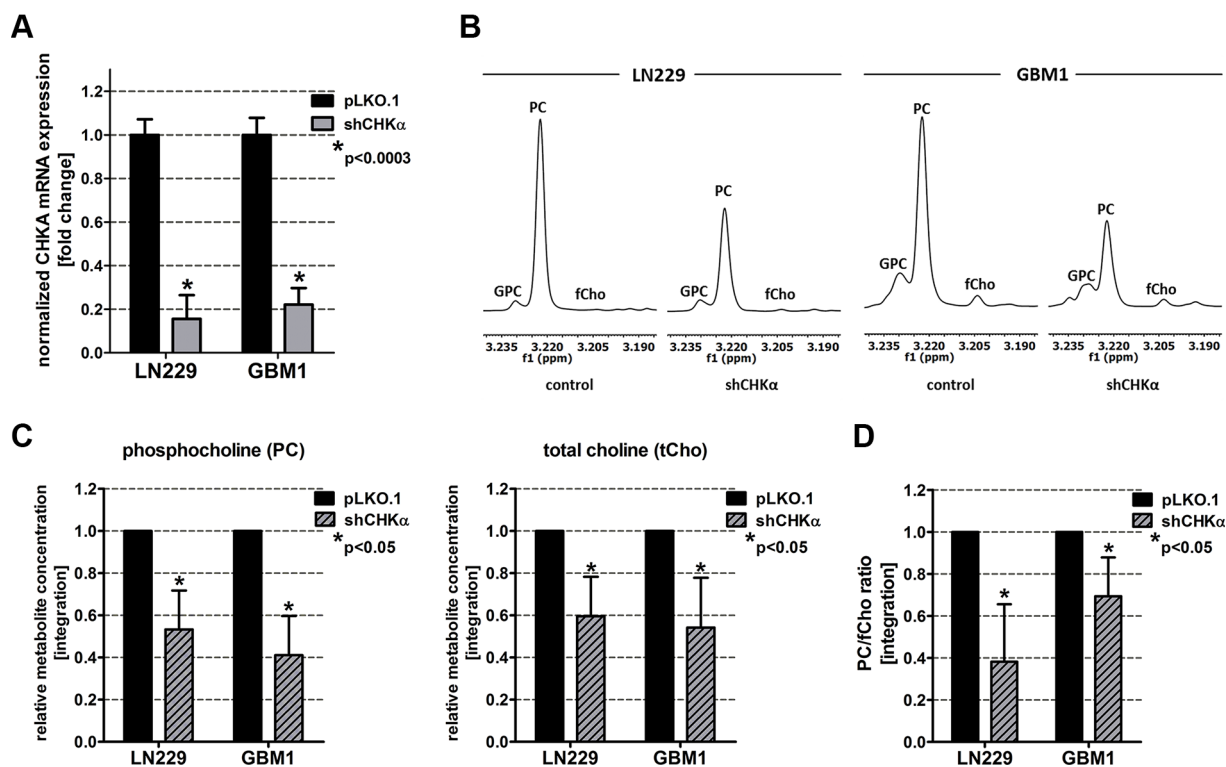 A
normalized CHKA mRNA expression
[fold change]
1.2
1.0
0.8
0.6
0.4
0.2
0.0
pLKO.1
shCHKα
* p<0.0003
*
*
LN229
GBM1
B
LN229
GBM1
PC
GPC
fCho
3.235 3.220 3.205 3.190
f1 (ppm)
control
PC
GPC
fCho
3.235 3.220 3.205 3.190
f1 (ppm)
shCHKα
PC
GPC
fCho
3.235 3.220 3.205 3.190
f1 (ppm)
control
PC
GPC
fCho
3.235 3.220 3.205 3.190
f1 (ppm)
shCHKα
C
phosphocholine (PC)
relative metabolite concentration
[integration]
1.2
1.0
0.8
0.6
0.4
0.2
0.0
pLKO.1
shCHKα
* p<0.05
*
*
LN229
GBM1
total choline (tCho)
relative metabolite concentration
[integration]
1.2
1.0
0.8
0.6
0.4
0.2
0.0
pLKO.1
shCHKα
* p<0.05
*
*
LN229
GBM1
D
PC/fCho ratio
[integration]
1.2
1.0
0.8
0.6
0.4
0.2
0.0
pLKO.1
shCHKα
* p<0.05
*
*
LN229
GBM1